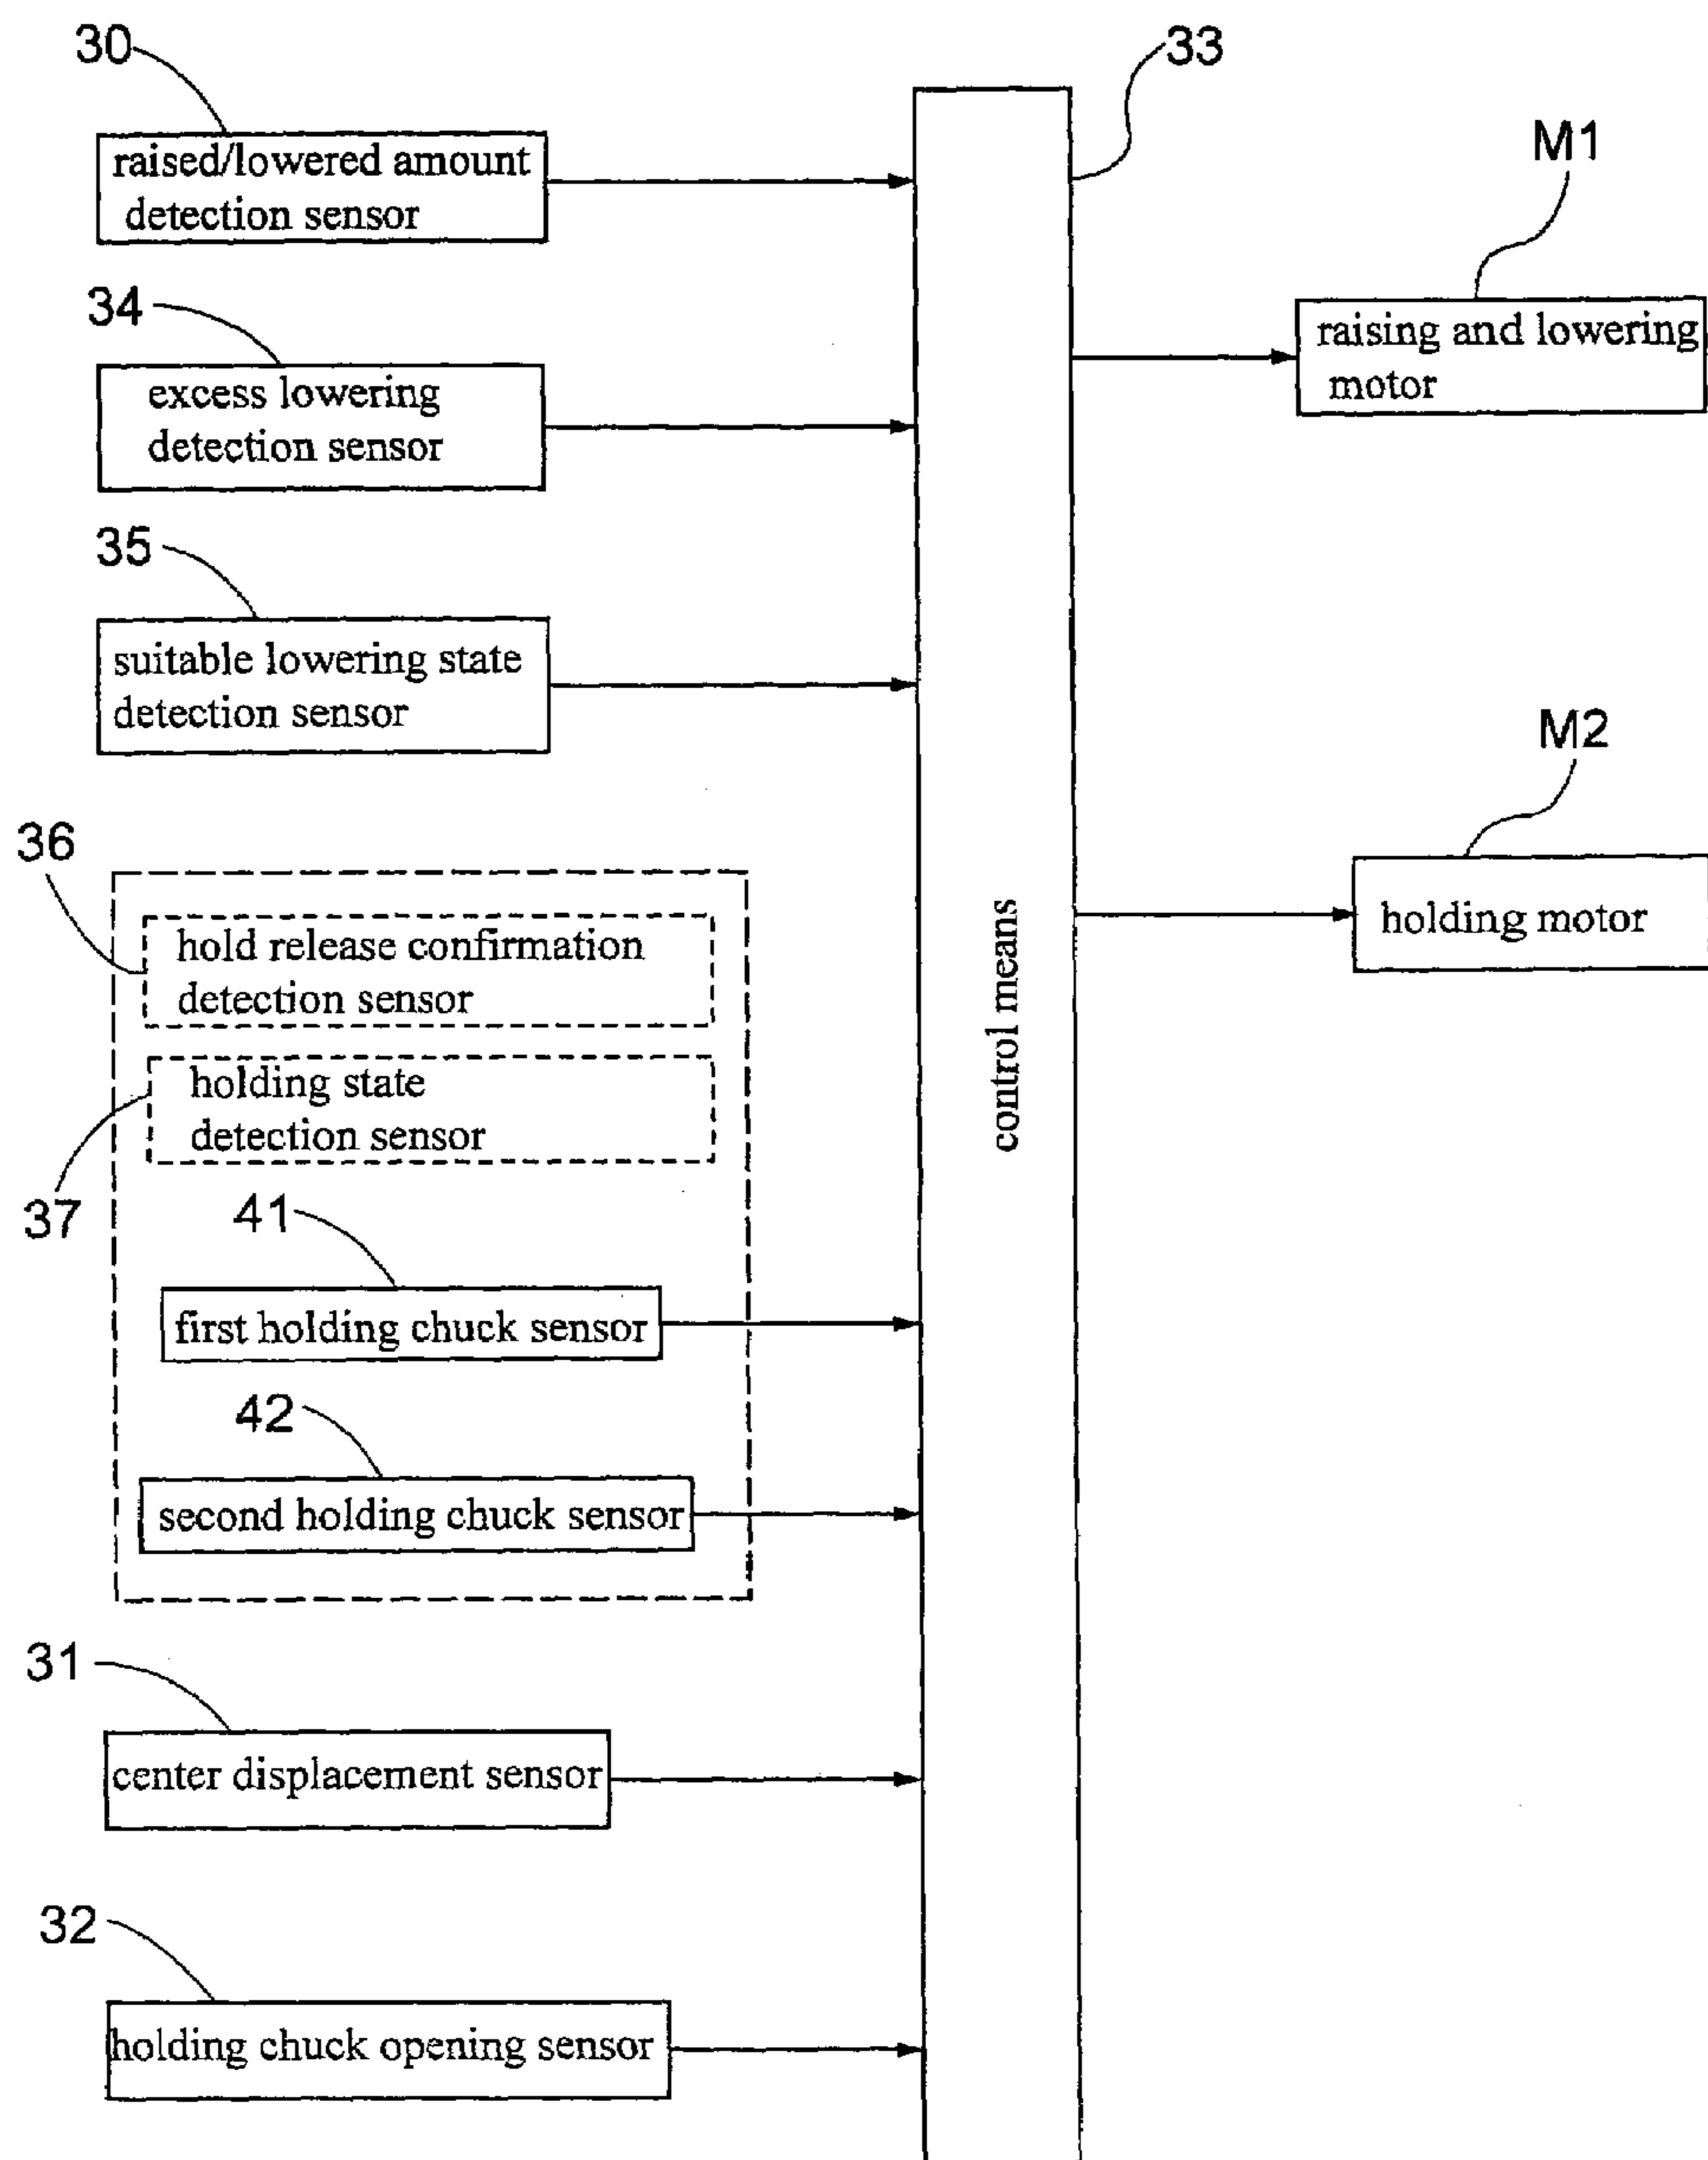 30
raised/lowered amount
detection sensor
34
excess lowering
detection sensor
35
suitable lowering state
detection sensor
36
hold release confirmation
detection sensor
37
holding state
detection sensor
41
first holding chuck sensor
42
second holding chuck sensor
31
center displacement sensor
32
holding chuck opening sensor
33
control means
M1
raising and lowering
motor
M2
holding motor